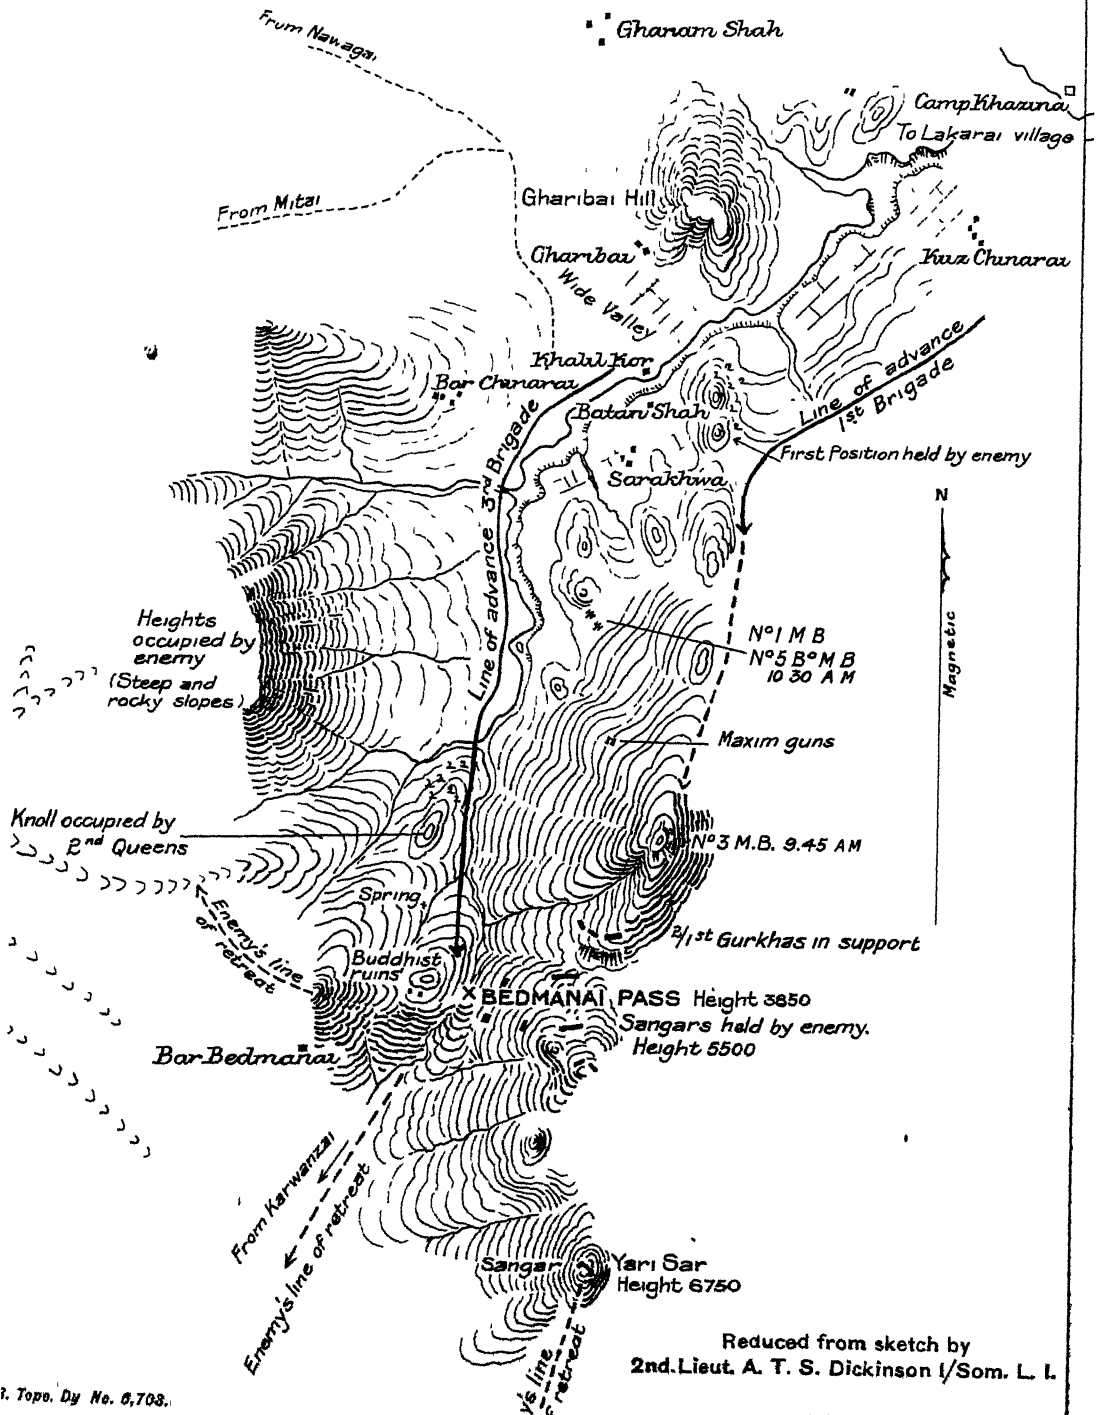 From Nawagai
Ghanam Shah
Camp Khazina
To Lakarai village
From Mitai
Gharibai Hill
Gharibai
Kuz Chinarai
Wide Valley
Khalil Kor
Bar Chinarai
Line of advance
1st Brigade
Batan Shah
First Position held by enemy
Sarakhwa
Line of advance 3rd Brigade
N
Magnetic
Heights
occupied by
enemy
(Steep and
rocky slopes)
No 1 M B
No 5 Bo M B
10 30 A M
Maxim guns
Knoll occupied by
2nd Queens
No 3 M.B. 9.45 AM
Spring
Enemy's line
of retreat
2/1st Gurkhas in support
Buddhist
ruins
BEDMANAI PASS Height 3850
Sangars held by enemy.
Height 5500
Bar Bedmanai
From Karwanzai
Enemy's line of retreat
Sangar
Yari Sar
Height 6750
y's line
retreat
Reduced from sketch by
2nd. Lieut. A. T. S. Dickinson 1/Som. L. I.
Topo. Dy No. 6,703.